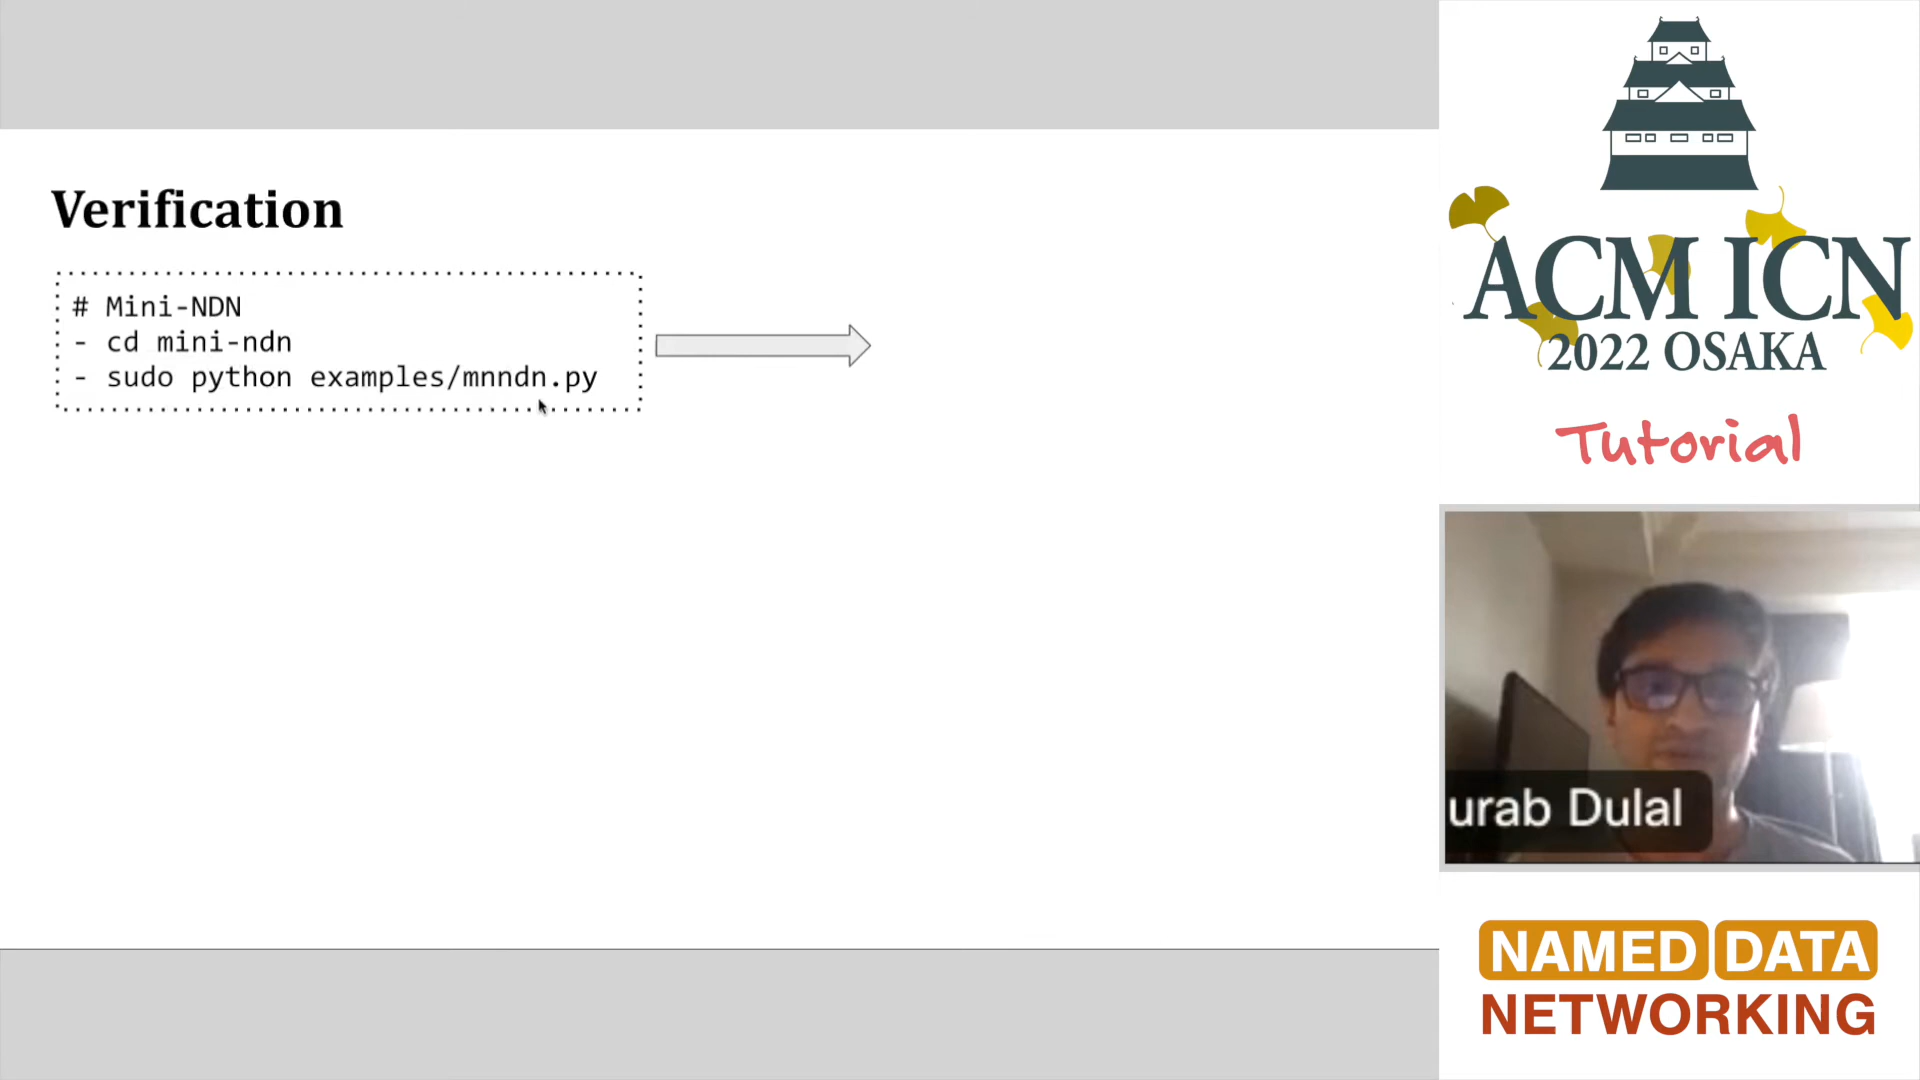 Verification
# Mini-NDN
- cd mini-ndn
- sudo python examples/mnndn.py
ACM ICN
2022 OSAKA
Tutorial
urab Dulal
NAMED DATA
NETWORKING